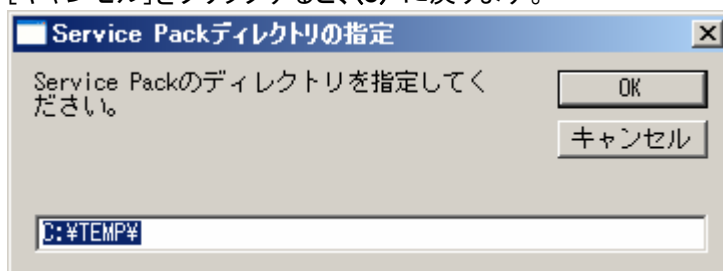 [キャンセル]をクリックすると、(3) に戻ります。
Service Packディレクトリの指定
Service Packのディレクトリを指定してく
ださい。
OK
キャンセル
C:¥TEMP¥